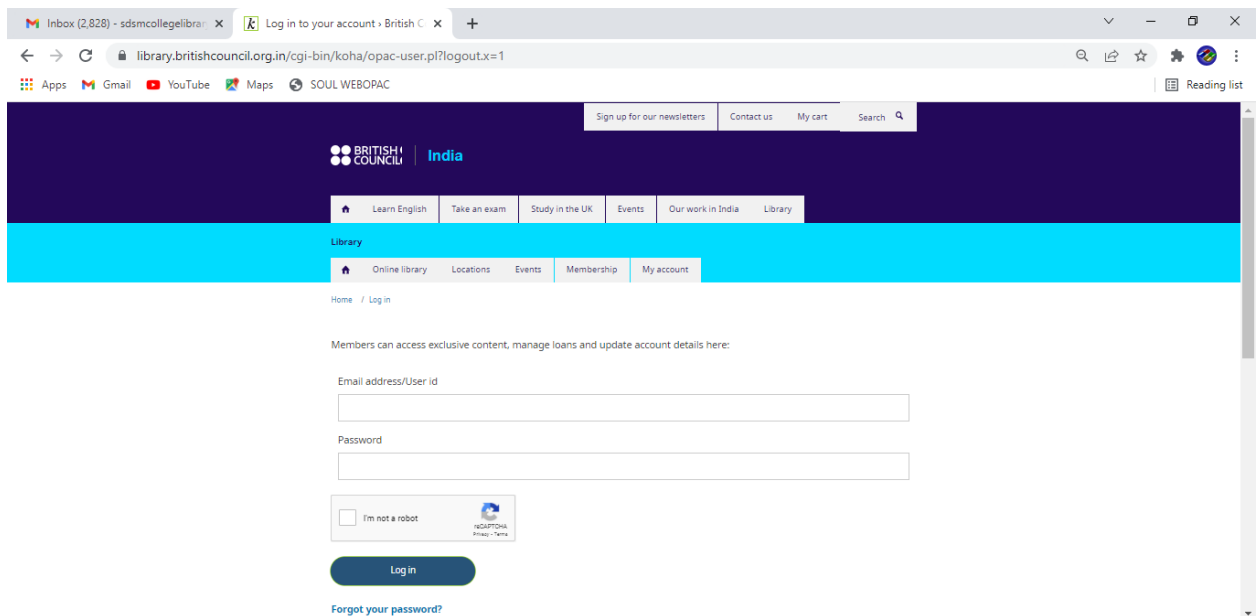 Inbox (2,828) - sdsmcollegelibrar
k Log in to your account › British C
library.britishcouncil.org.in/cgi-bin/koha/opac-user.pl?logout.x=1
Apps Gmail YouTube Maps SOUL WEBOPAC Reading list
Sign up for our newsletters Contact us My cart Search
BRITISH
COUNCIL
India
Learn English Take an exam Study in the UK Events Our work in India Library
Library
Online library Locations Events Membership My account
Home / Log in
Members can access exclusive content, manage loans and update account details here:
Email address/User id
Password
I'm not a robot
reCAPTCHA
Privacy - Terms
Log in
Forgot your password?